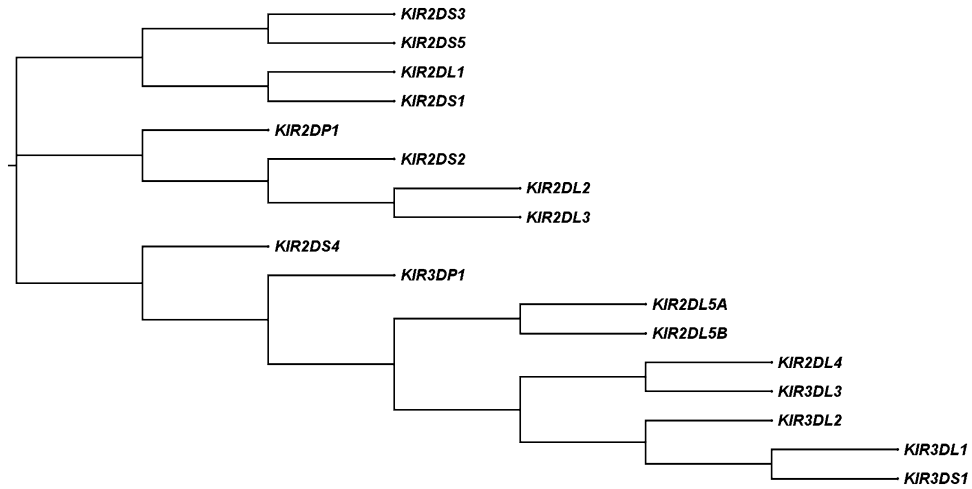 KIR2DS3
KIR2DS5
KIR2DL1
KIR2DS1
KIR2DP1
KIR2DS2
KIR2DL2
KIR2DL3
KIR2DS4
KIR3DP1
KIR2DL5A
KIR2DL5B
KIR2DL4
KIR3DL3
KIR3DL2
KIR3DL1
KIR3DS1